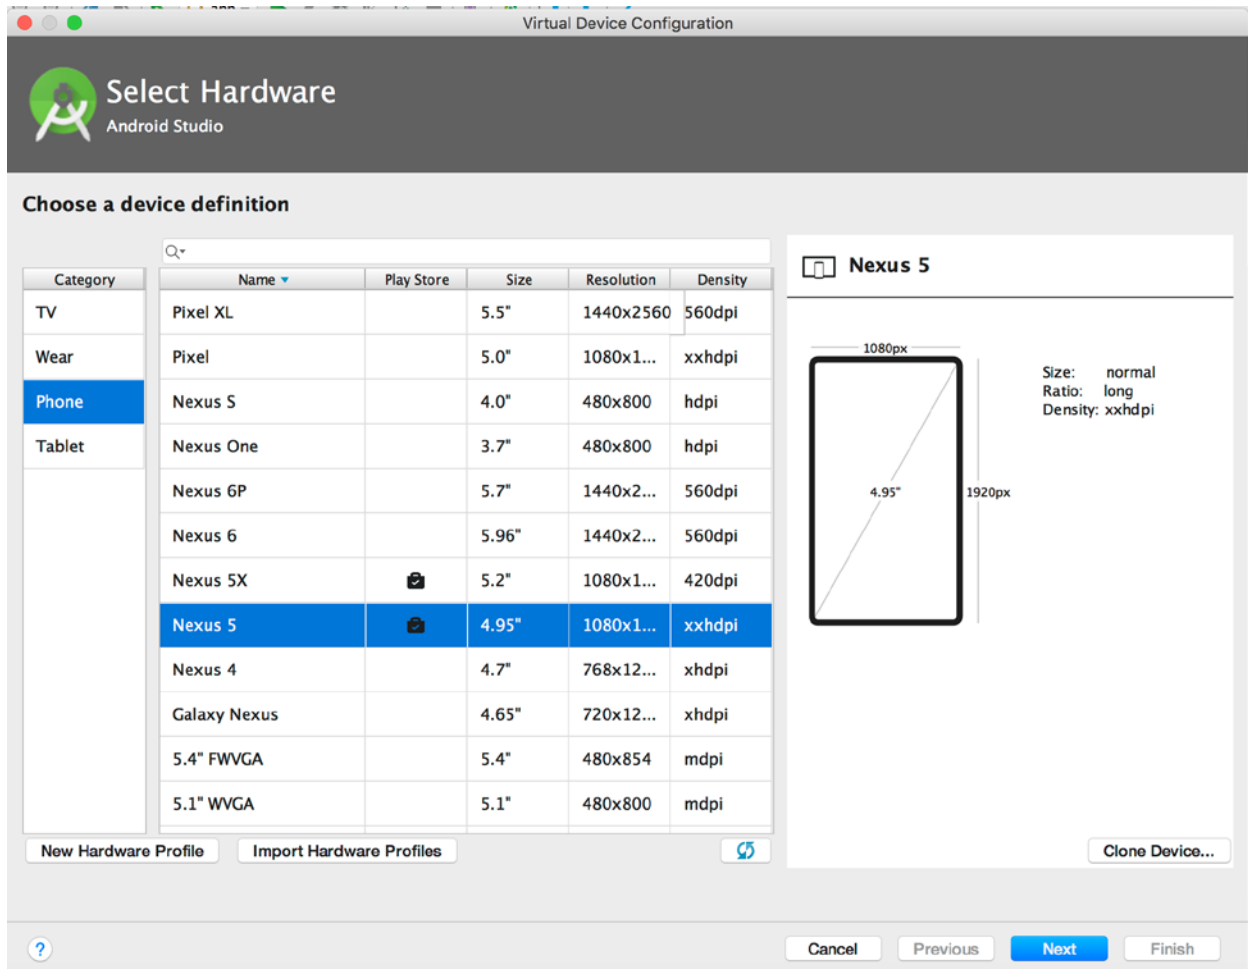 Virtual Device Configuration
Select Hardware
Android Studio
Choose a device definition
Category
TV
Wear
Phone
Tablet
Name Play Store Size Resolution Density
Pixel XL 5.5" 1440x2560 560dpi
Pixel 5.0" 1080x1... xxhdpi
Nexus S 4.0" 480x800 hdpi
Nexus One 3.7" 480x800 hdpi
Nexus 6P 5.7" 1440x2... 560dpi
Nexus 6 5.96" 1440x2... 560dpi
Nexus 5X 5.2" 1080x1... 420dpi
Nexus 5 4.95" 1080x1... xxhdpi
Nexus 4 4.7" 768x12... xhdpi
Galaxy Nexus 4.65" 720x12... xhdpi
5.4" FWVGA 5.4" 480x854 mdpi
5.1" WVGA 5.1" 480x800 mdpi
New Hardware Profile Import Hardware Profiles
Nexus 5
1080px
4.95"
1920px
Size: normal
Ratio: long
Density: xxhdpi
Clone Device...
? Cancel Previous Next Finish